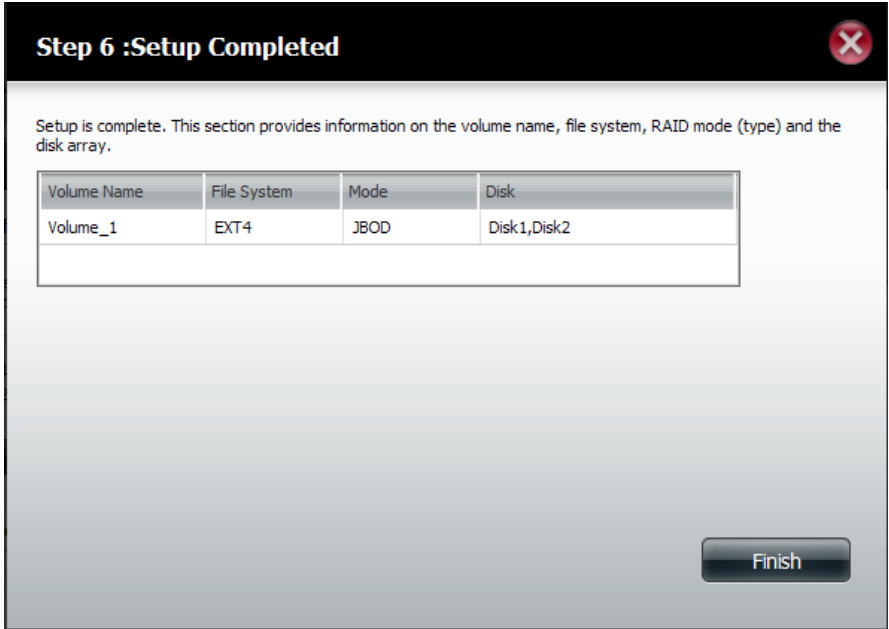 Step 6 :Setup Completed
Setup is complete. This section provides information on the volume name, file system, RAID mode (type) and the
disk array.
Volume Name File System Mode Disk
Volume_1 EXT4 JBOD Disk1,Disk2
Finish